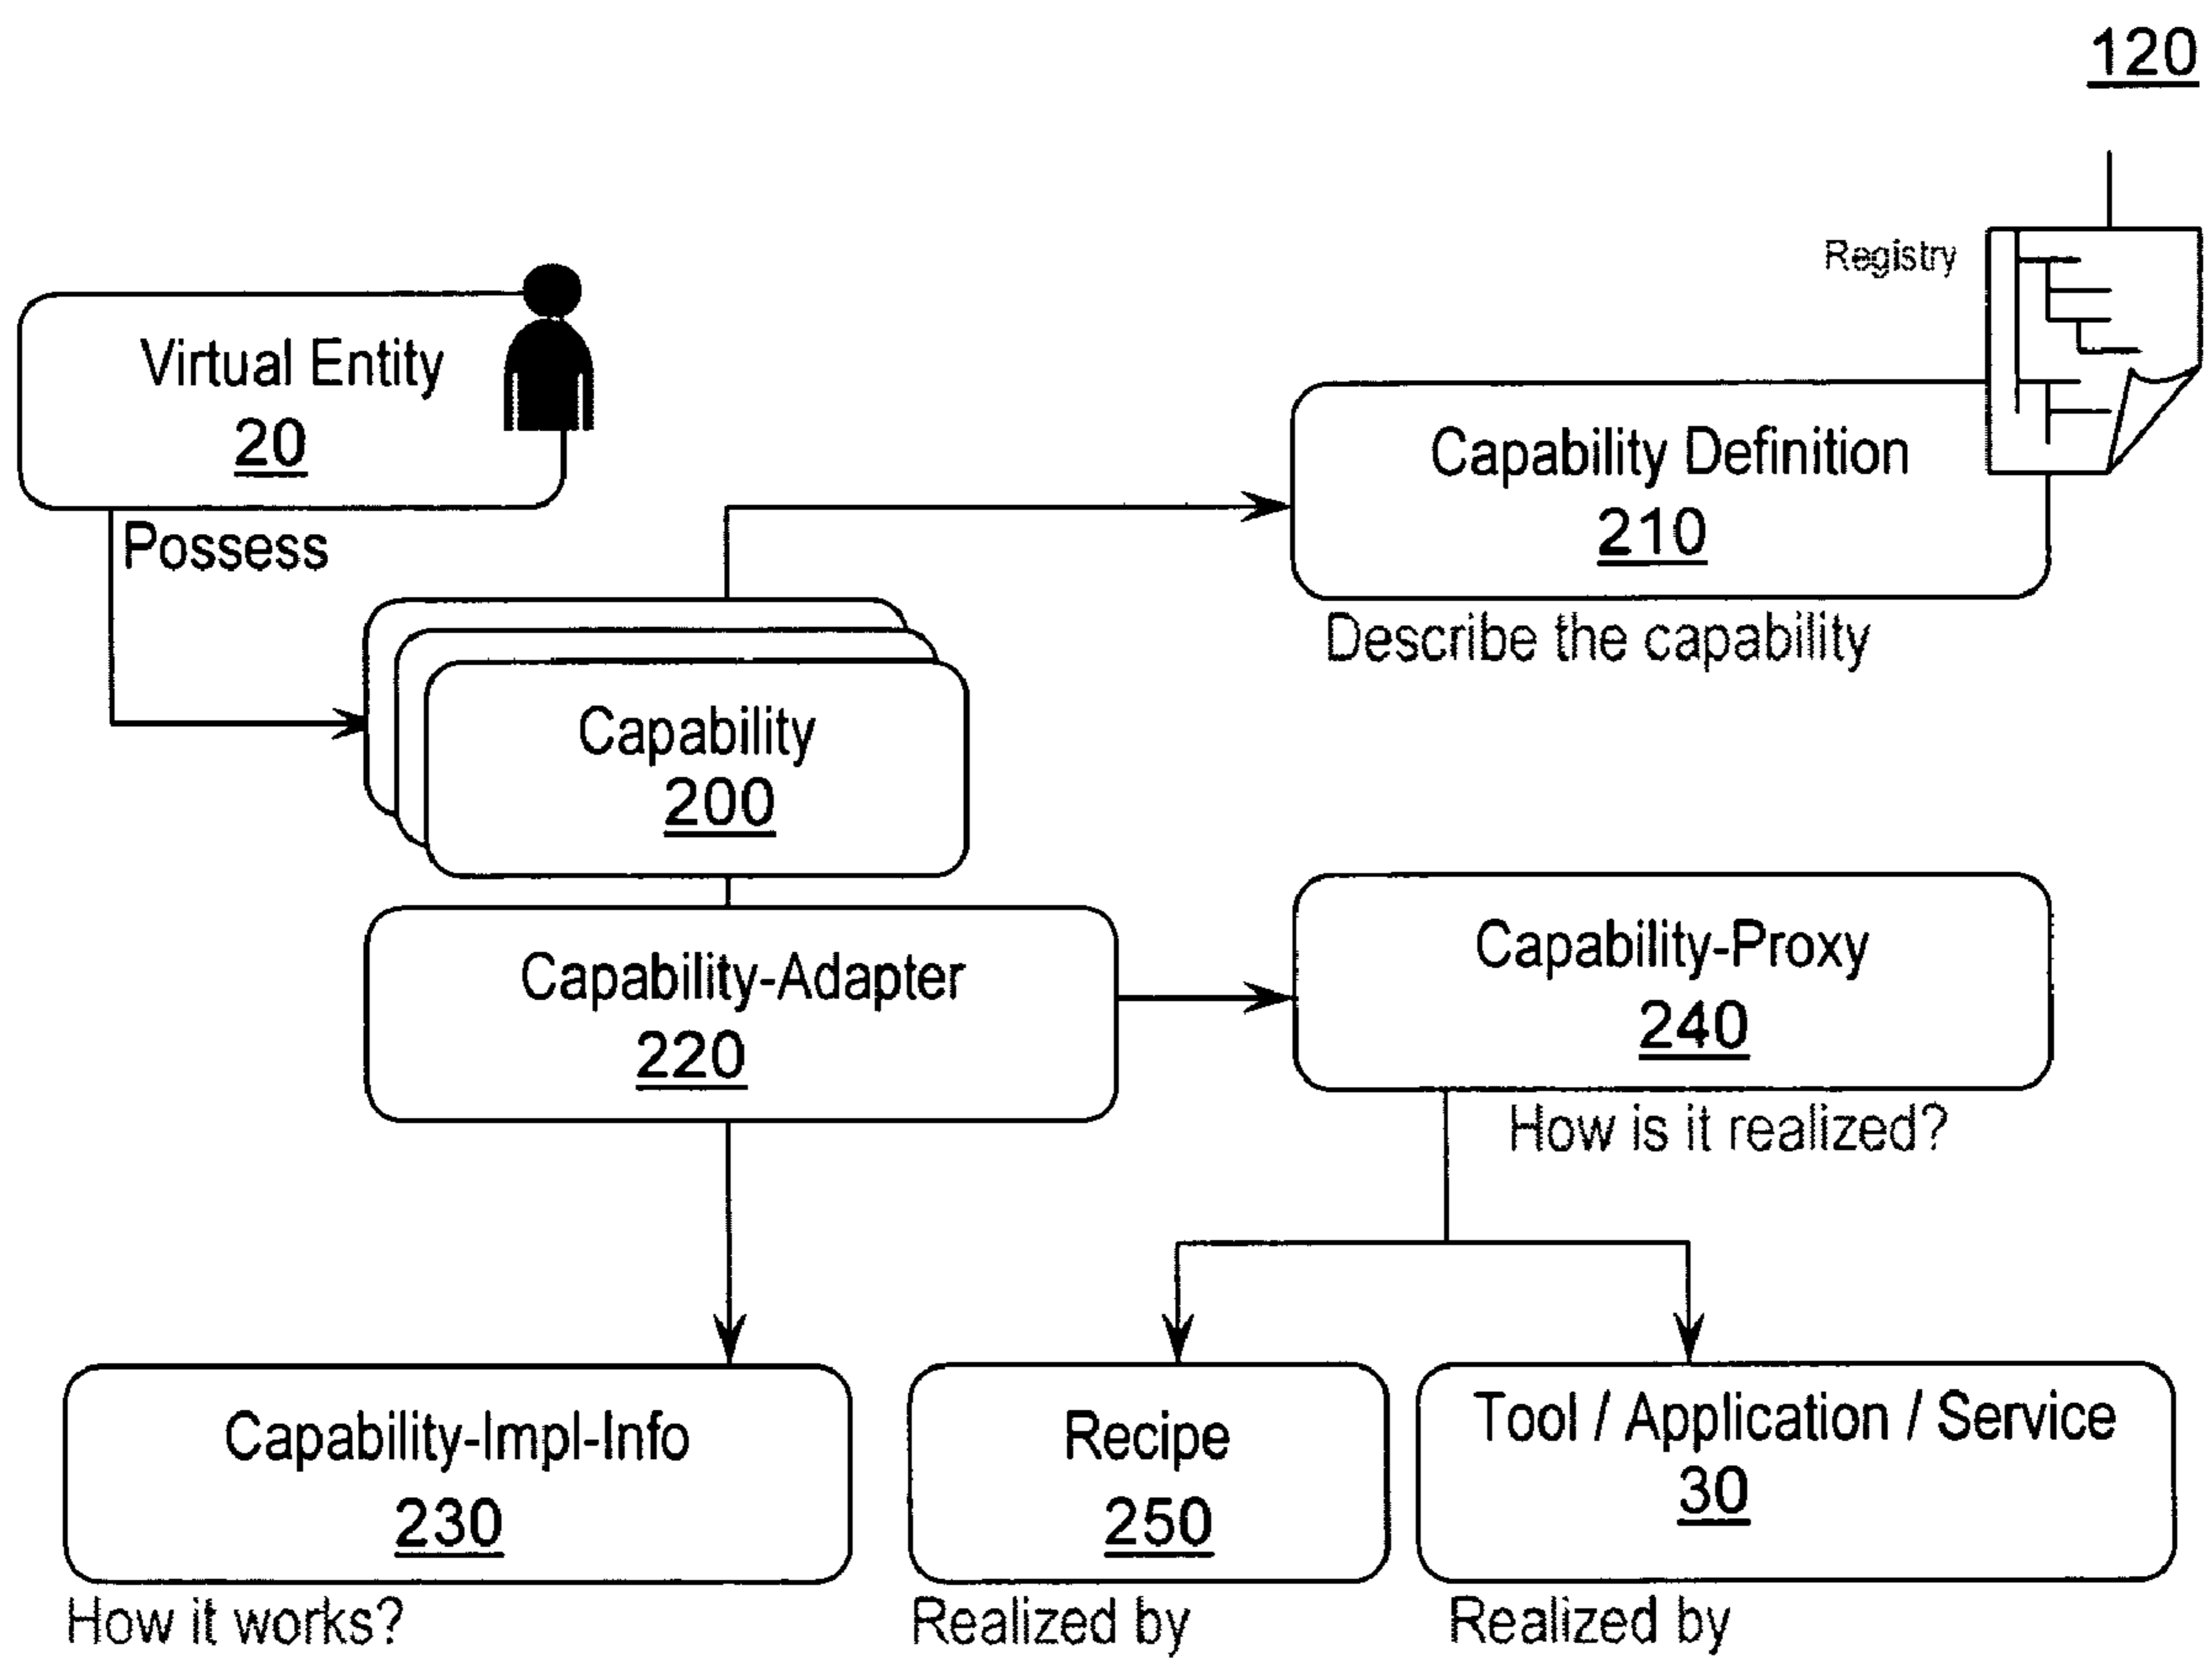 120
Registry
Virtual Entity
20
Possess
Capability Definition
210
Describe the capability
Capability
200
Capability-Adapter
220
Capability-Proxy
240
How is it realized?
Capability-Impl-Info
230
How it works?
Recipe
250
Realized by
Tool / Application / Service
30
Realized by